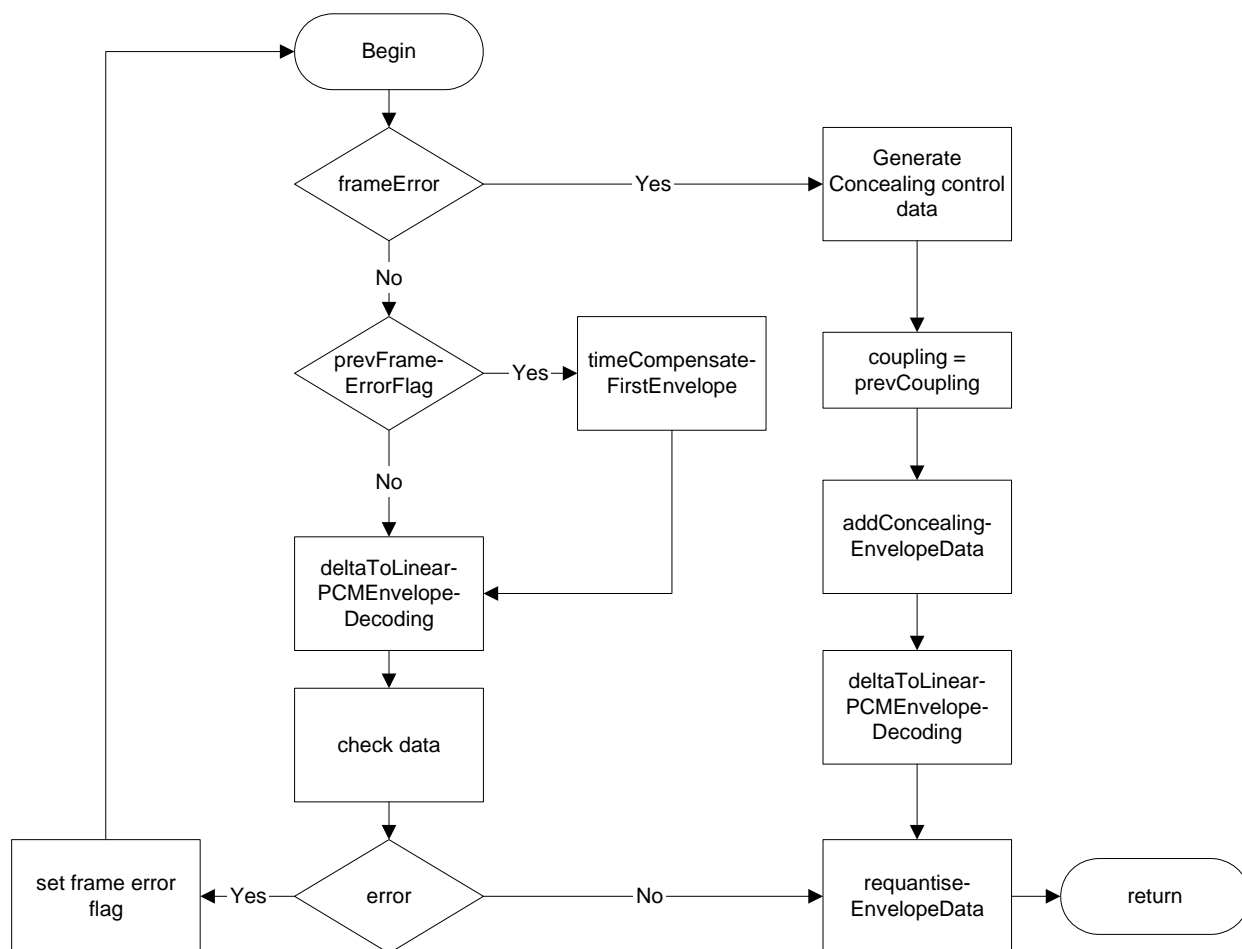 Begin
frameError
Yes
Generate
Concealing control
data
No
prevFrame-
ErrorFlag
Yes
timeCompensate-
FirstEnvelope
coupling =
prevCoupling
No
addConcealing-
EnvelopeData
deltaToLinear-
PCMEnvelope-
Decoding
deltaToLinear-
PCMEnvelope-
Decoding
check data
set frame error
flag
Yes
error
No
requantise-
EnvelopeData
return